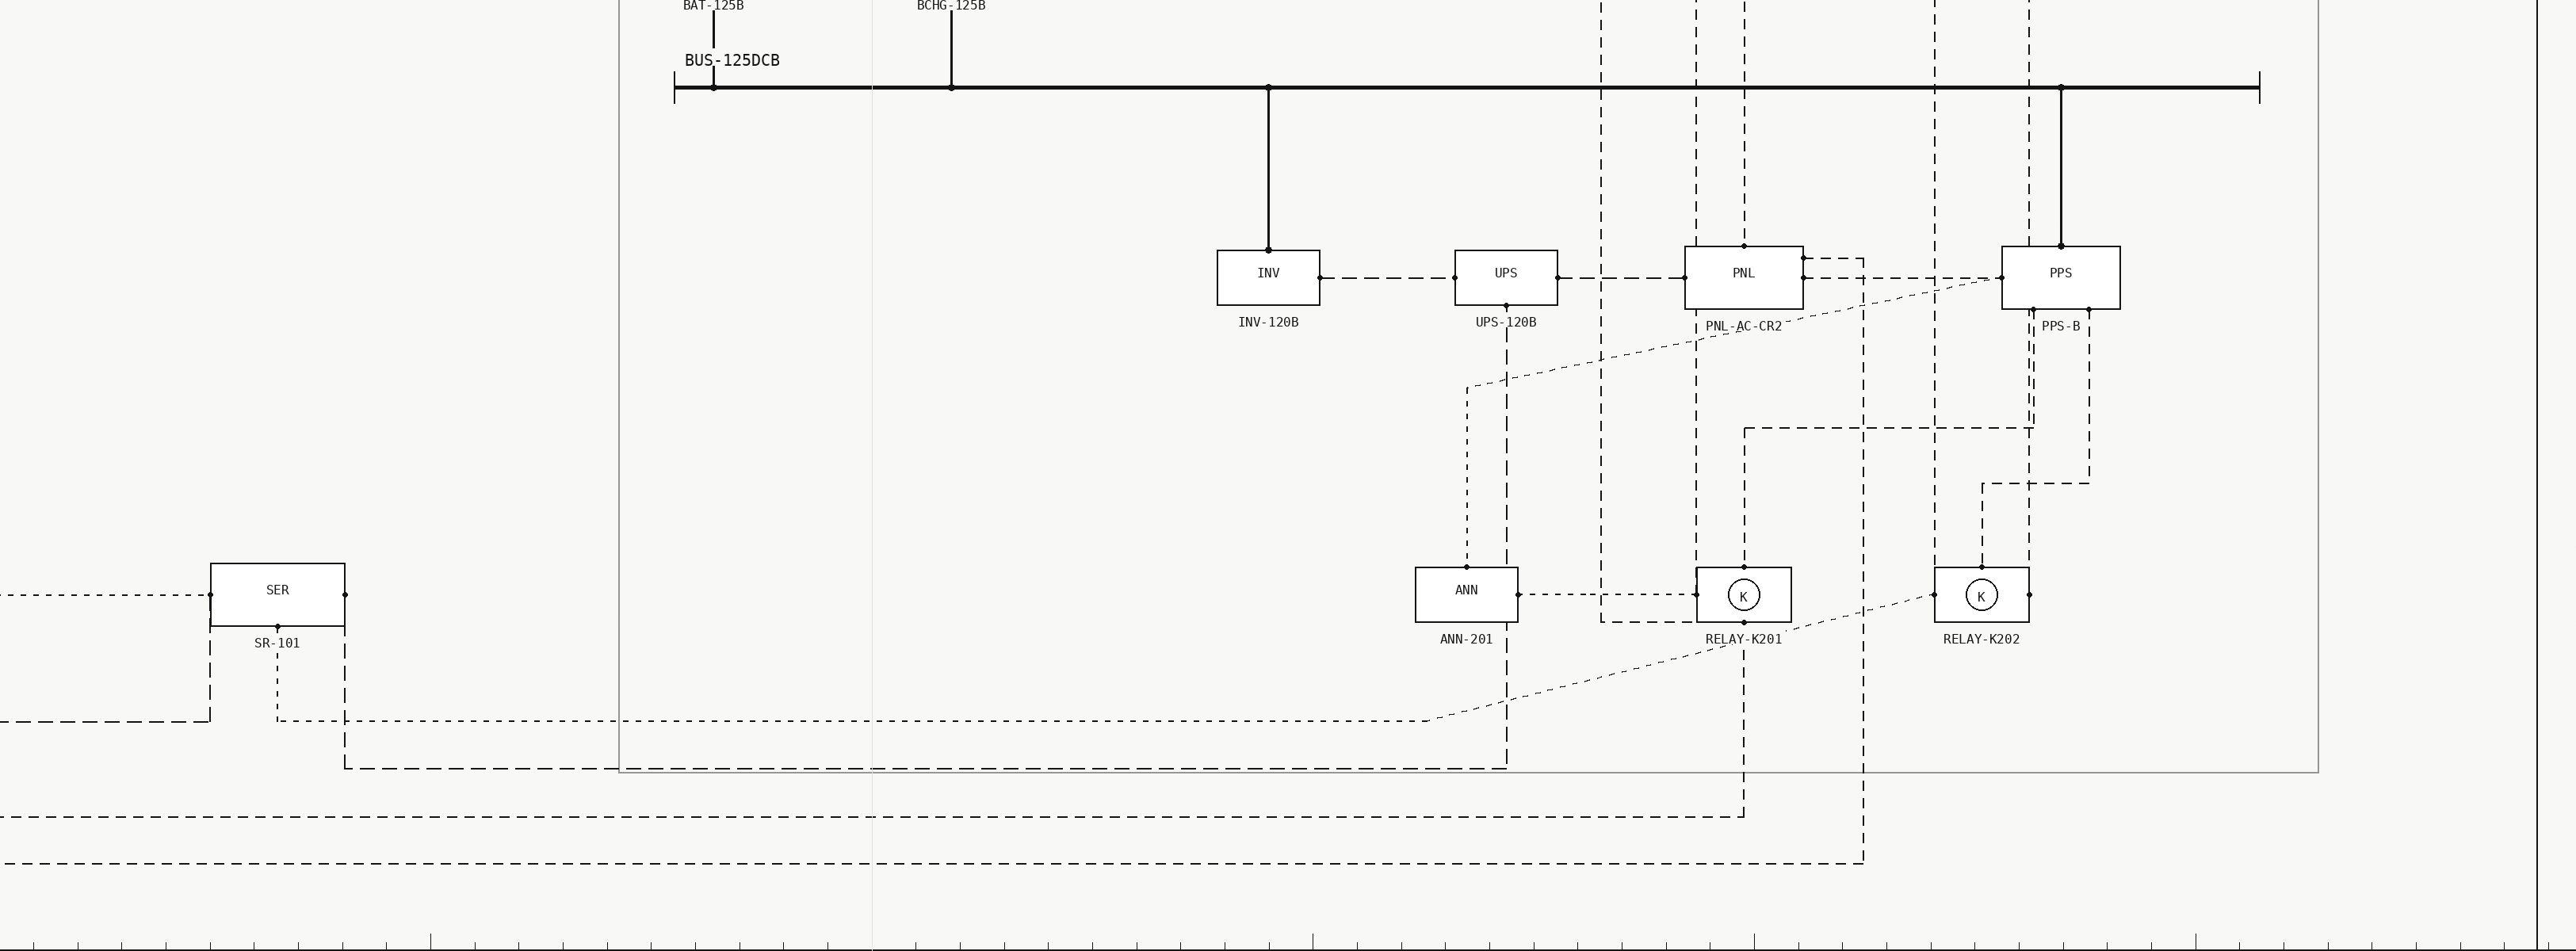 BAT-125B
BCHG-125B
BUS-125DCB
INV
UPS
PNL
PPS
INV-120B
UPS-120B
PNL-AC-CR2
PPS-B
SER
ANN
K
K
SR-101
ANN-201
RELAY-K201
RELAY-K202